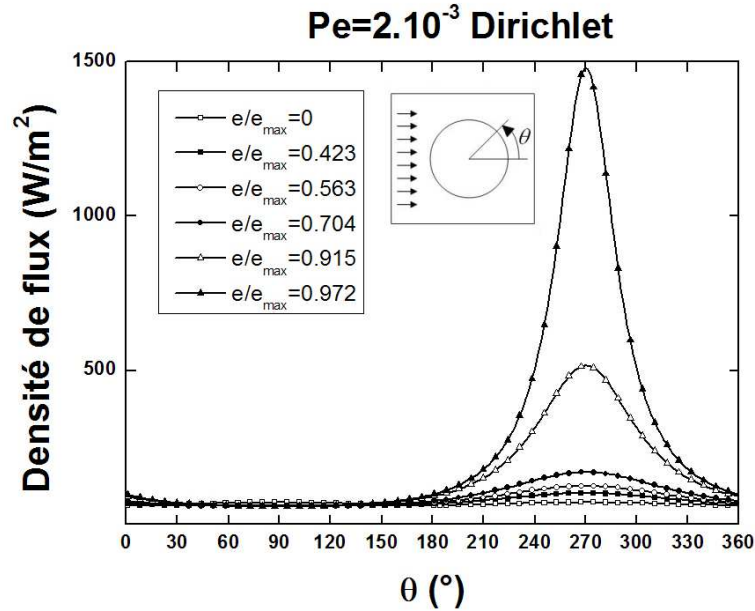 Pe=2.10⁻³ Dirichlet
1500
1000
500
Densité de flux (W/m²)
e/eₘₐₓ=0
e/eₘₐₓ=0.423
e/eₘₐₓ=0.563
e/eₘₐₓ=0.704
e/eₘₐₓ=0.915
e/eₘₐₓ=0.972
θ
0 30 60 90 120 150 180 210 240 270 300 330 360
θ (°)